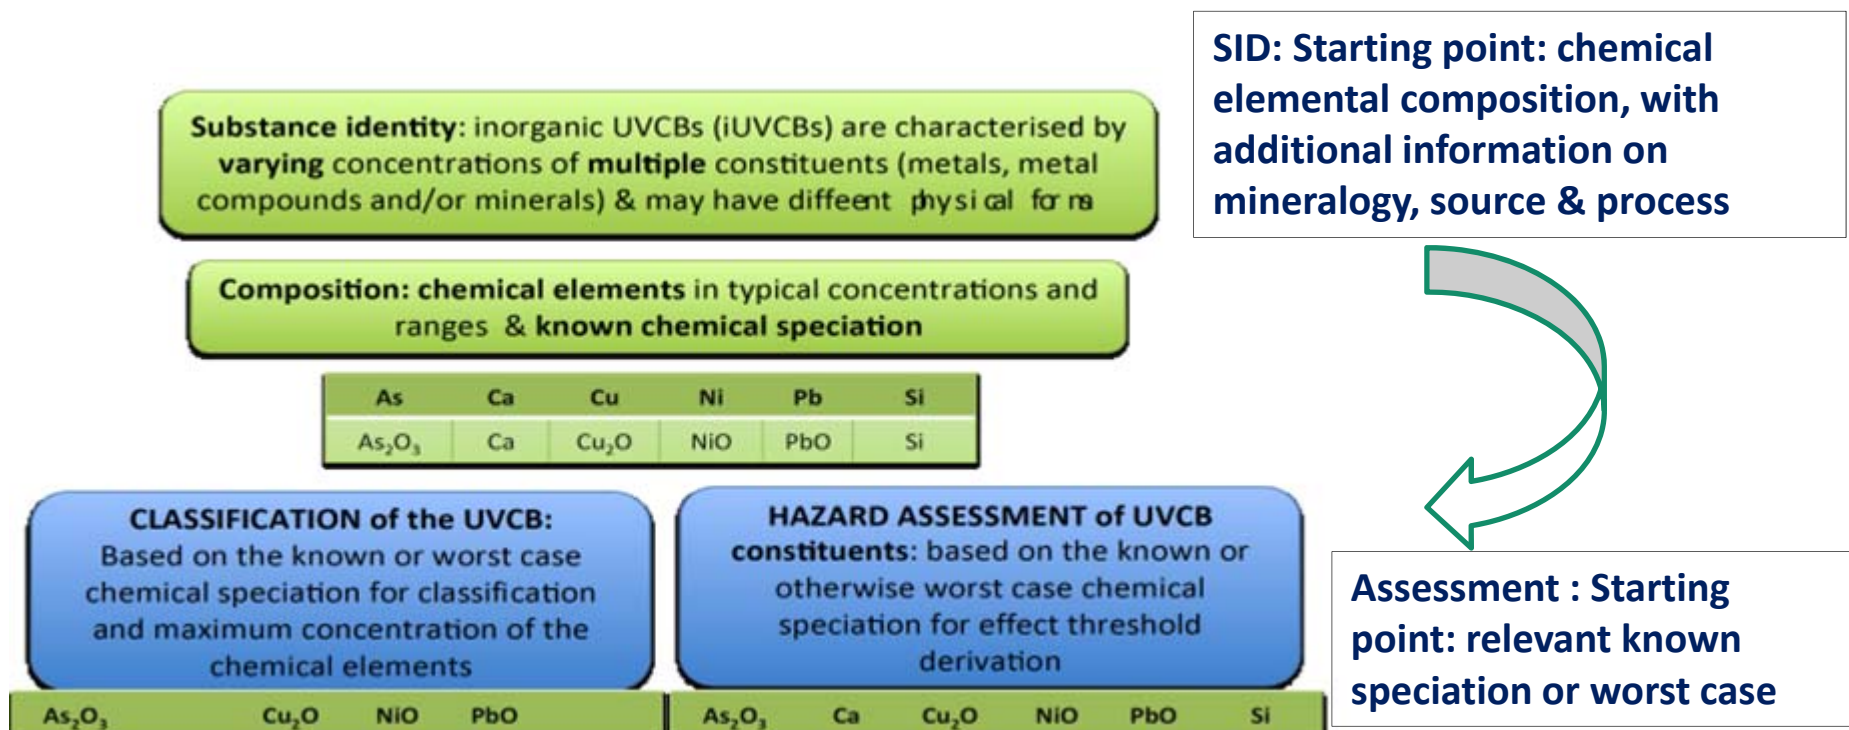 SID: Starting point: chemical
elemental composition, with
additional information on
mineralogy, source & process
Substance identity: inorganic UVCBs (iUVCBs) are characterised by
varying concentrations of multiple constituents (metals, metal
compounds and/or minerals) & may have diffeent physical forms
Composition: chemical elements in typical concentrations and
ranges & known chemical speciation
As Ca Cu Ni Pb Si
As₂O₃ Ca Cu₂O NiO PbO Si
CLASSIFICATION of the UVCB:
Based on the known or worst case
chemical speciation for classification
and maximum concentration of the
chemical elements
HAZARD ASSESSMENT of UVCB
constituents: based on the known or
otherwise worst case chemical
speciation for effect threshold
derivation
Assessment : Starting
point: relevant known
speciation or worst case
As₂O₃ Cu₂O NiO PbO
As₂O₃ Ca Cu₂O NiO PbO Si